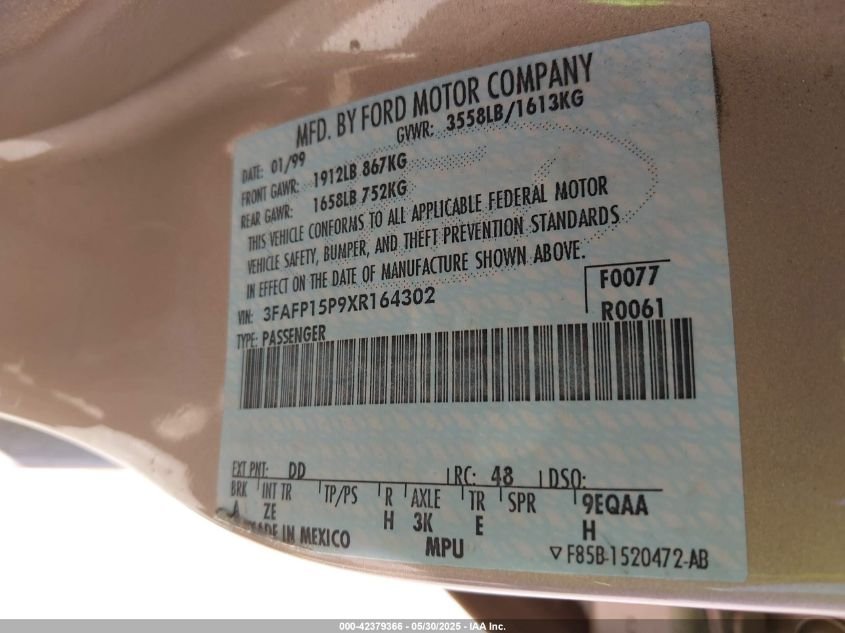 MFD. BY FORD MOTOR COMPANY
DATE: 01/99 GVWR: 3558LB/1613KG
FRONT GAWR: 1912LB 867KG
REAR GAWR: 1658LB 752KG
THIS VEHICLE CONFORMS TO ALL APPLICABLE FEDERAL MOTOR
VEHICLE SAFETY, BUMPER, AND THEFT PREVENTION STANDARDS
IN EFFECT ON THE DATE OF MANUFACTURE SHOWN ABOVE.
VIN: 3FAFP15P9XR164302 F0077
TYPE: PASSENGER R0061
EXT PNT: DD RC: 48 DSO:
BRK INT TR TP/PS R AXLE TR SPR 9EQAA
A ZE H 3K E H
MADE IN MEXICO MPU ▽ F85B-1520472-AB
000-42379366 - 05/30/2025 - IAA Inc.